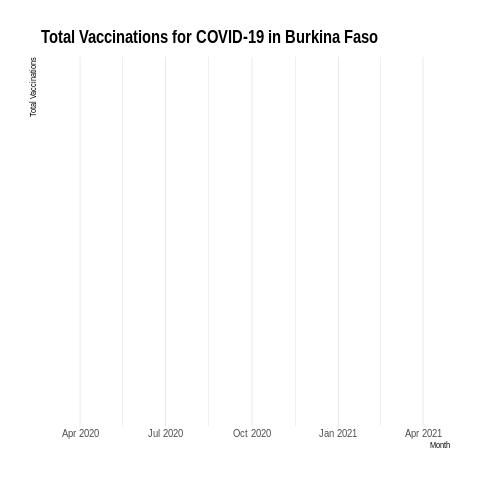 Total Vaccinations for COVID-19 in Burkina Faso
Total Vaccinations
Apr 2020
Jul 2020
Oct 2020
Jan 2021
Apr 2021
Month